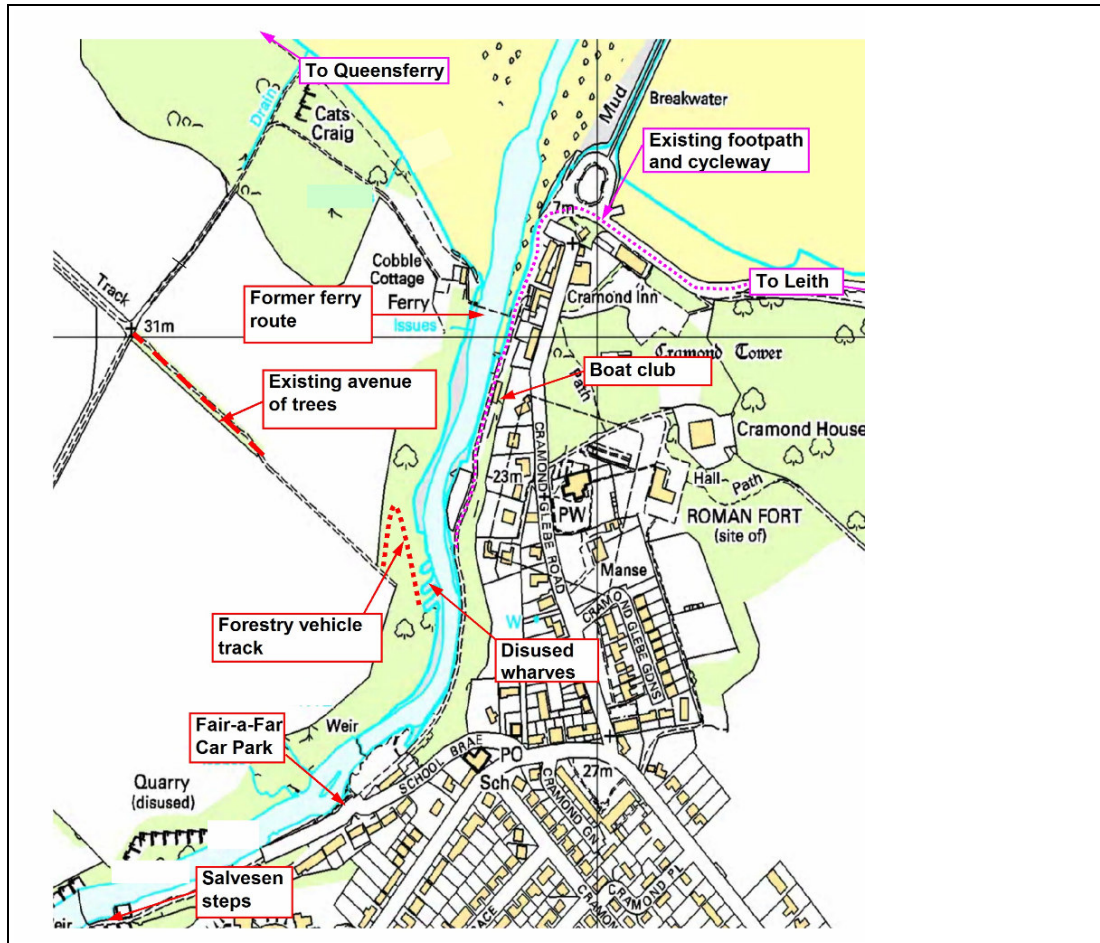 To Queensferry
Drain
Cats
Craig
Mud
Breakwater
Existing footpath
and cycleway
7m
Cobble
Cottage
Ferry
Issues
Cramond Inn
To Leith
Track
31m
Former ferry
route
Cramond Tower
Path
Boat club
Existing avenue
of trees
Cramond House
CRAMOND GLEBE ROAD
23m
Hall
Path
PW
ROMAN FORT
(site of)
Manse
Forestry vehicle
track
W
CRAMOND GLEBE GDNS
Disused
wharves
Fair-a-Far
Car Park
Weir
SCHOOL BRAE
PO
Sch
27m
Quarry
(disused)
CRAMOND GN
CRAMOND PL
Salvesen
steps
eir
ACE
CRAMON